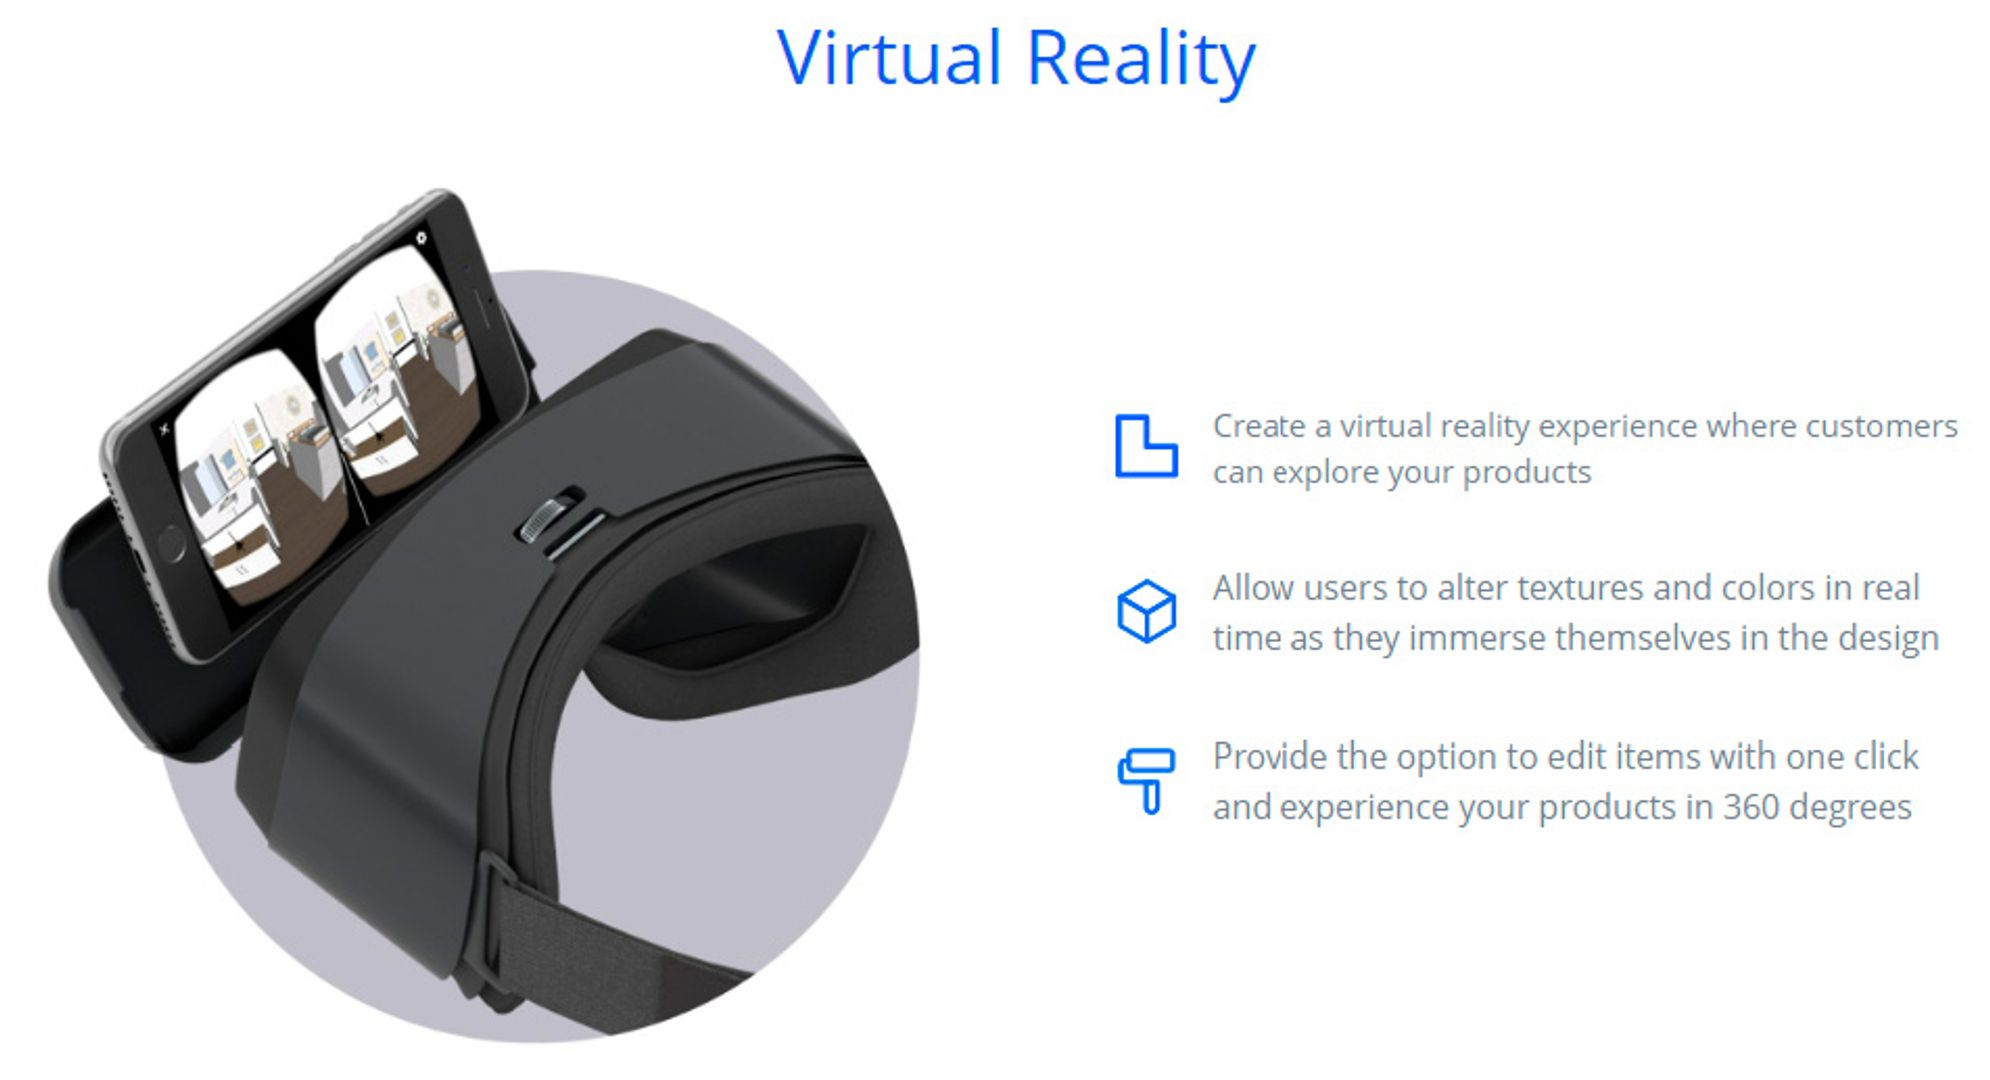 Virtual Reality
Create a virtual reality experience where customers
can explore your products
Allow users to alter textures and colors in real
time as they immerse themselves in the design
Provide the option to edit items with one click
and experience your products in 360 degrees